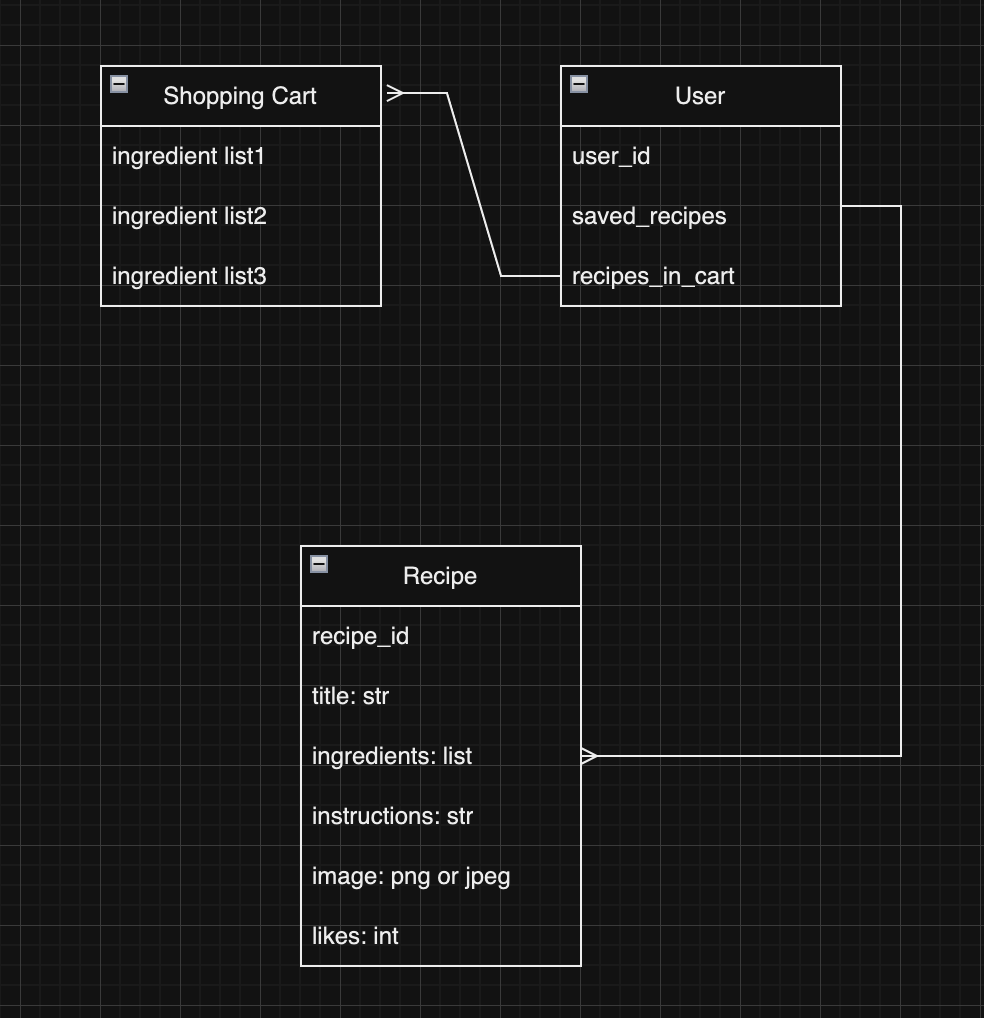 Shopping Cart
ingredient list1
ingredient list2
ingredient list3
User
user_id
saved_recipes
recipes_in_cart
Recipe
recipe_id
title: str
ingredients: list
instructions: str
image: png or jpeg
likes: int